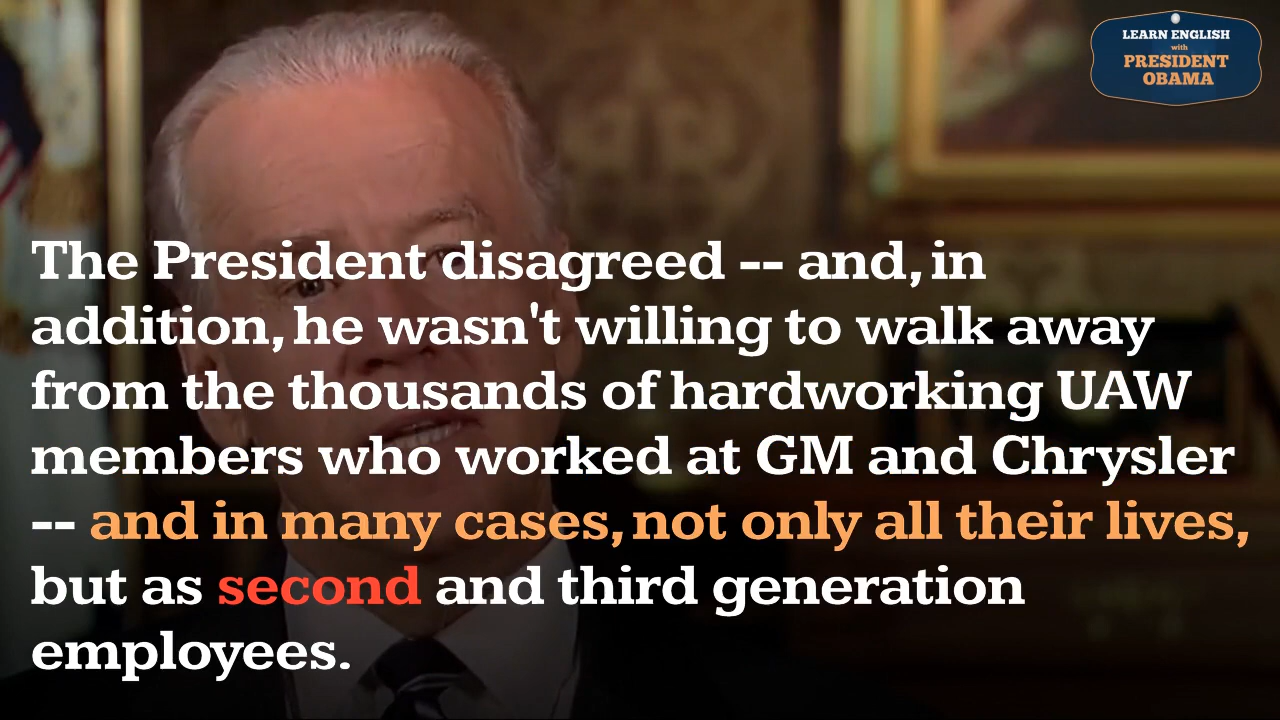 LEARN ENGLISH
with
PRESIDENT
OBAMA
The President disagreed -- and, in
addition, he wasn't willing to walk away
from the thousands of hardworking UAW
members who worked at GM and Chrysler
-- and in many cases, not only all their lives,
but as second and third generation
employees.